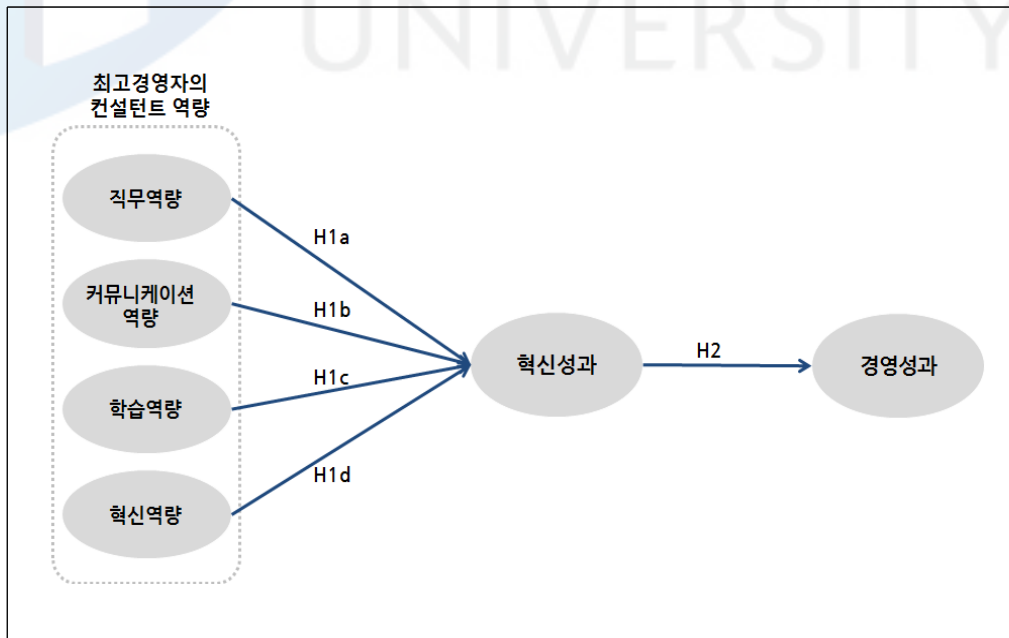 UNIVERSITY
최고경영자의
컨설턴트 역량
직무역량
H1a
커뮤니케이션
역량
H1b
혁신성과
H2
경영성과
H1c
학습역량
H1d
혁신역량